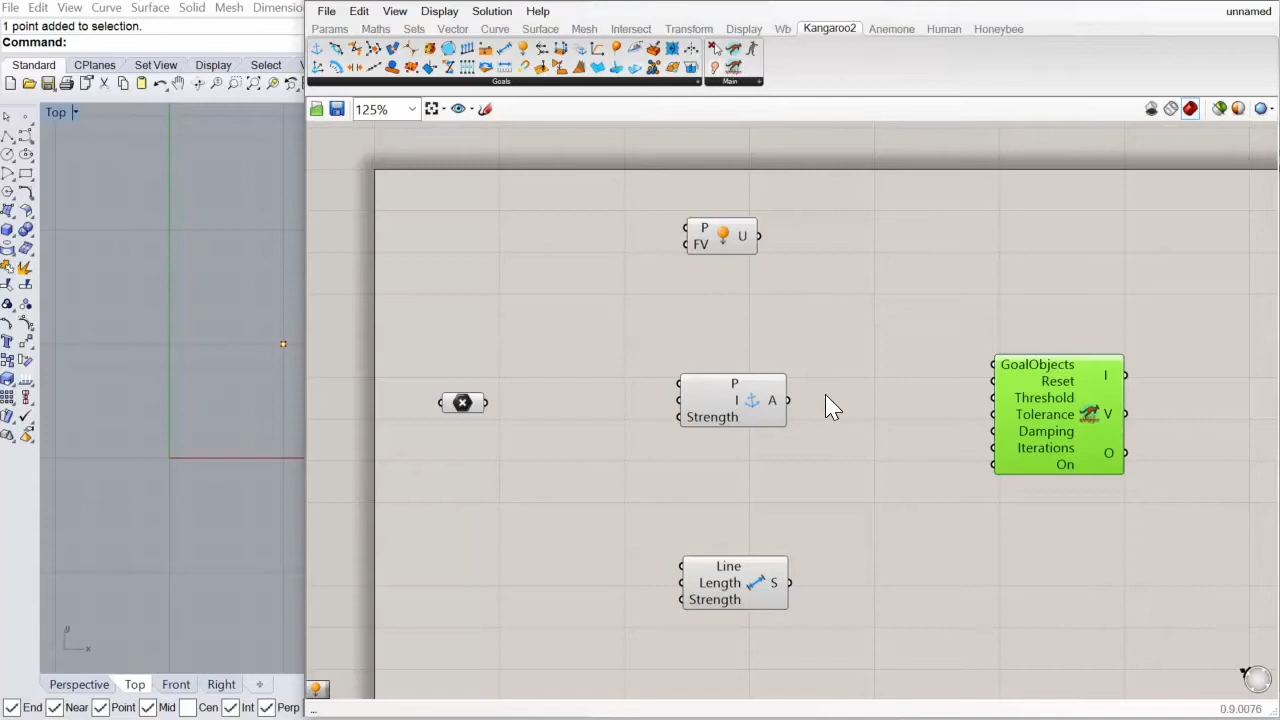 File Edit View Curve Surface Solid Mesh Dimensio
1 point added to selection.
Command:
Standard CPlanes Set View Display Select
Top
Perspective Top Front Right
End Near Point Mid Cen Int Perp
y
x
File Edit View Display Solution Help
unnamed
Params Maths Sets Vector Curve Surface Mesh Intersect Transform Display Wb Kangaroo2 Anemone Human Honeybee
Goals
Main
125%
P
FV
U
P
I
Strength
A
Line
Length
Strength
S
GoalObjects
Reset
Threshold
Tolerance
Damping
Iterations
On
I
V
O
...
0.9.0076